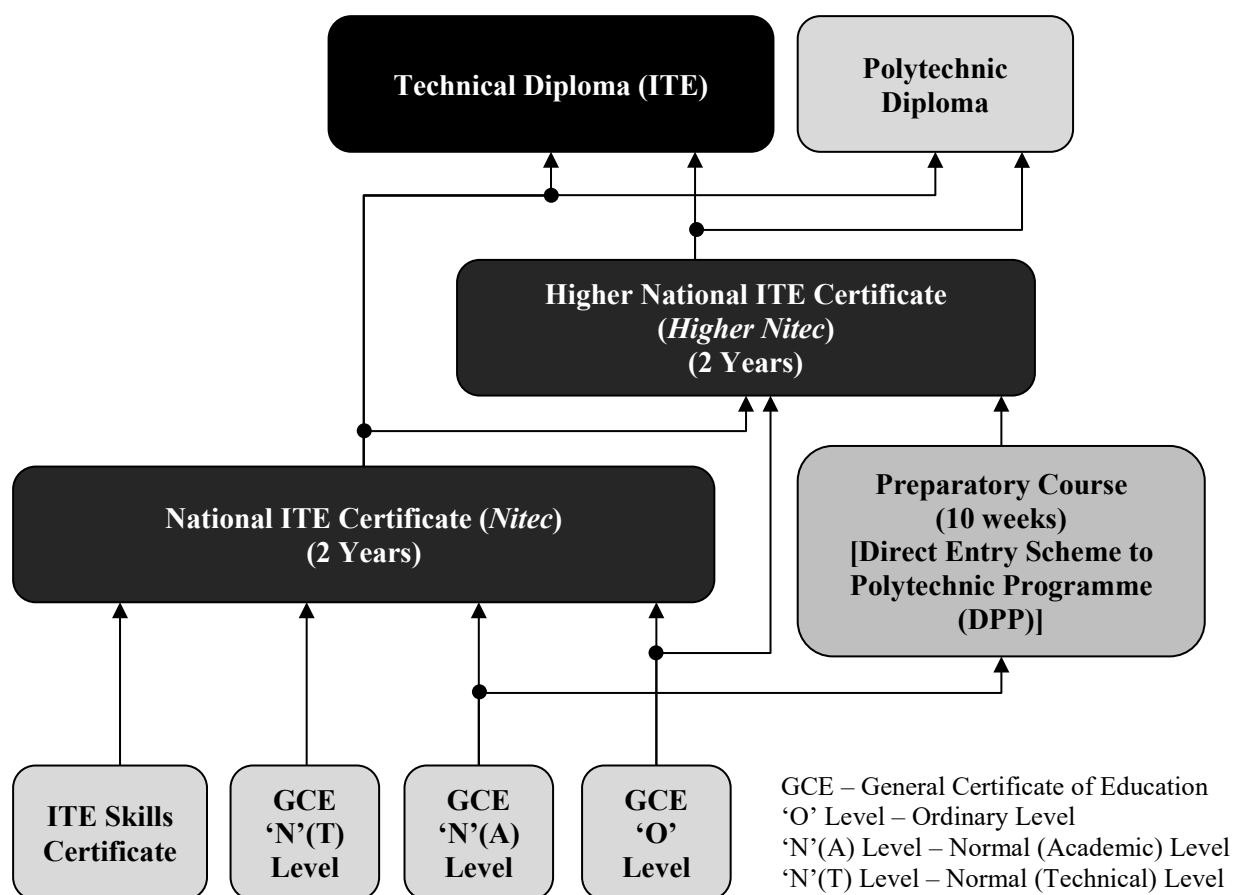 Technical Diploma (ITE)
Polytechnic
Diploma
Higher National ITE Certificate
(Higher Nitec)
(2 Years)
National ITE Certificate (Nitec)
(2 Years)
Preparatory Course
(10 weeks)
[Direct Entry Scheme to
Polytechnic Programme
(DPP)]
ITE Skills
Certificate
GCE
‘N’(T)
Level
GCE
‘N’(A)
Level
GCE
‘O’
Level
GCE – General Certificate of Education
‘O’ Level – Ordinary Level
‘N’(A) Level – Normal (Academic) Level
‘N’(T) Level – Normal (Technical) Level